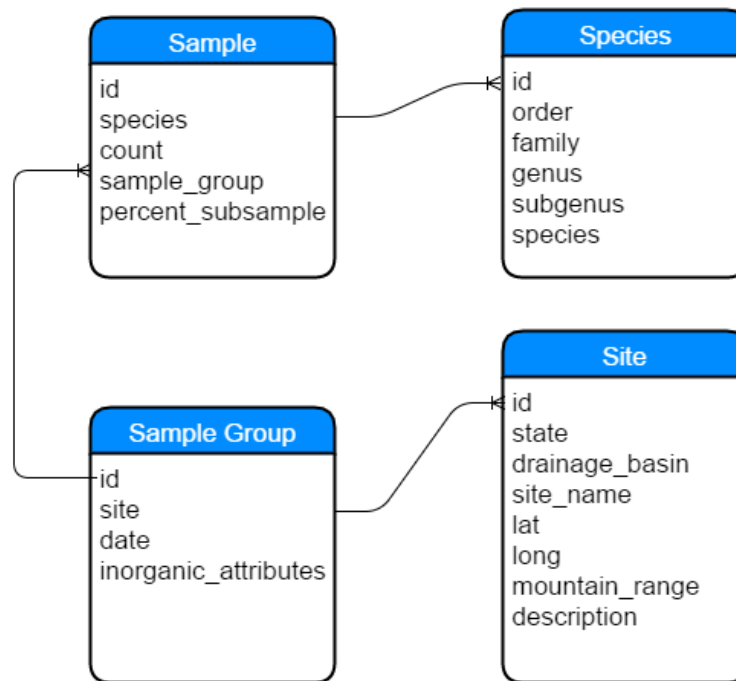 Sample
id
species
count
sample_group
percent_subsample
Species
id
order
family
genus
subgenus
species
Sample Group
id
site
date
inorganic_attributes
Site
id
state
drainage_basin
site_name
lat
long
mountain_range
description